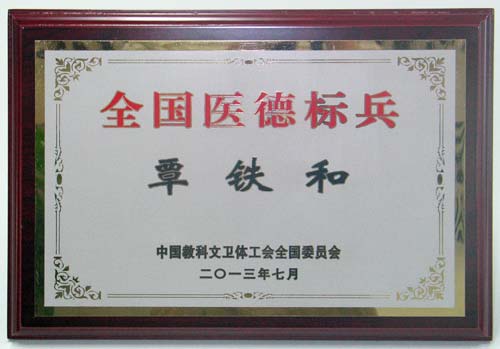 全国医德标兵
覃铁和
中国教科文卫体工会全国委员会
二〇一三年七月